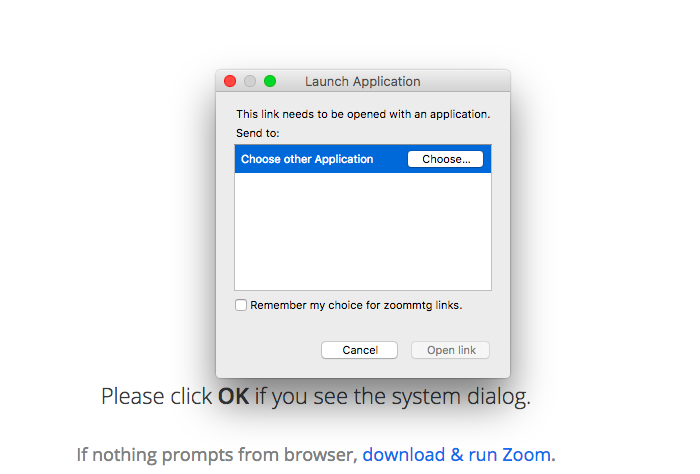 Launch Application
This link needs to be opened with an application.
Send to:
Choose other Application Choose...
Remember my choice for zoommtg links.
Cancel Open link
Please click OK if you see the system dialog.
If nothing prompts from browser, download & run Zoom.